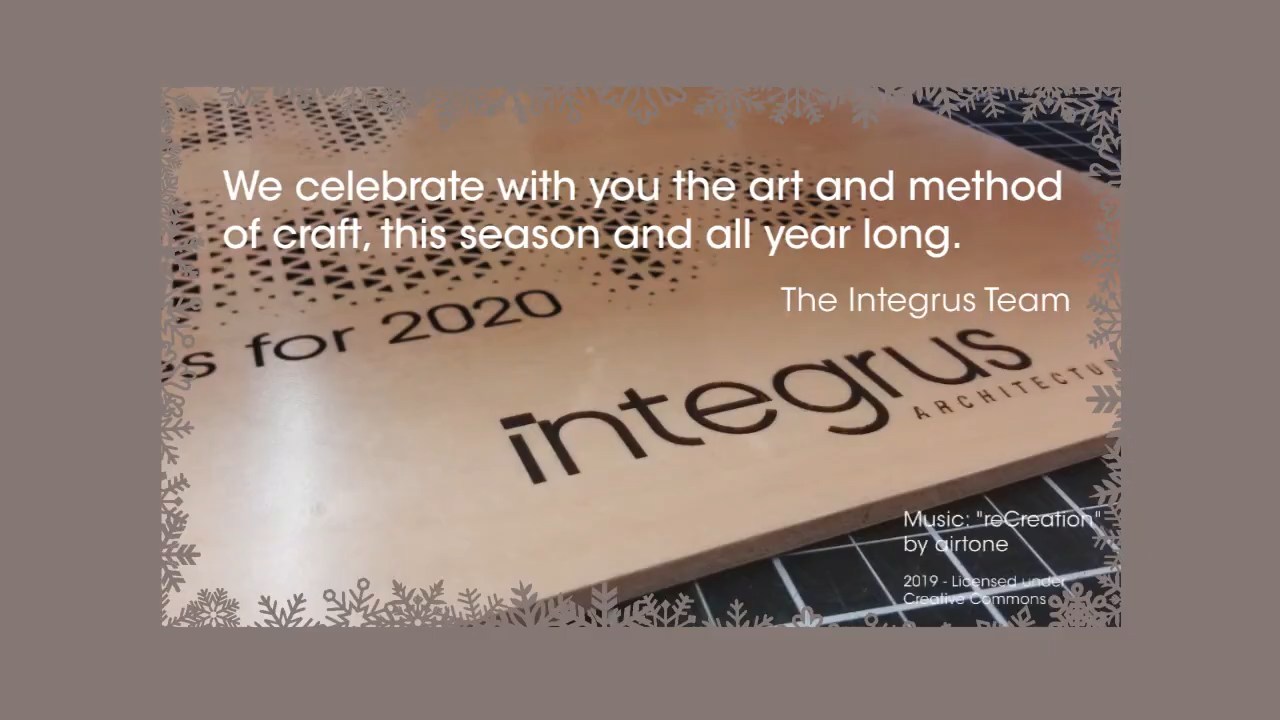 We celebrate with you the art and method
of craft, this season and all year long.
The Integrus Team
for 2020
integrus
Music: "reCreation"
by airtone
2019 - Licensed under
Creative Commons